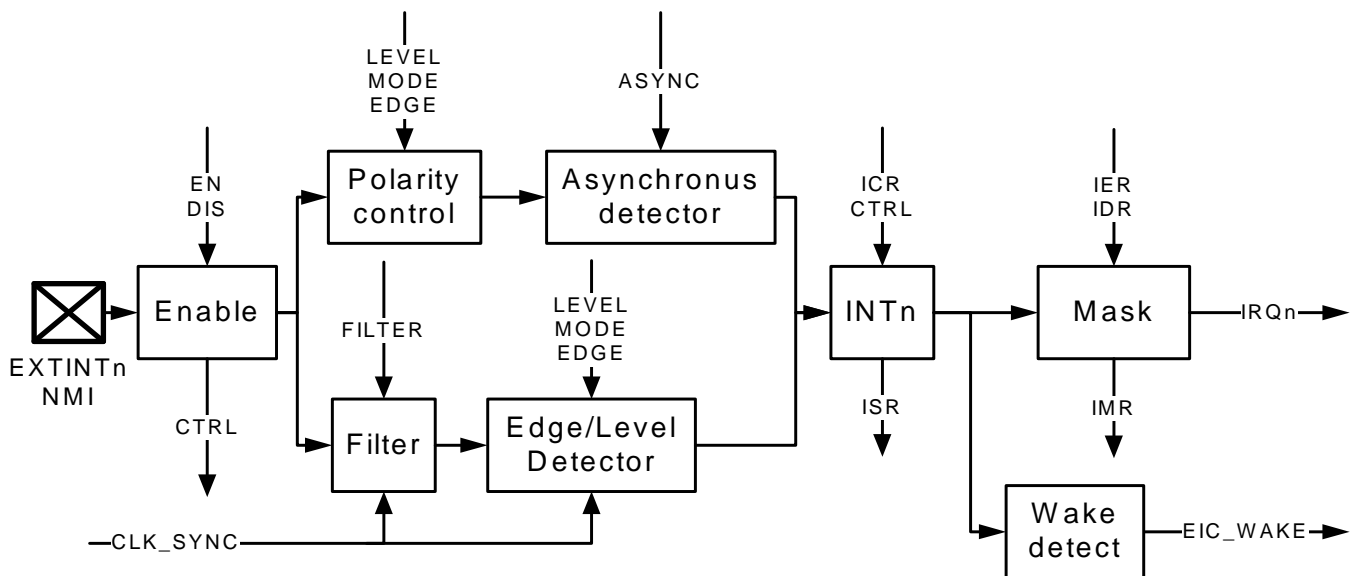 LEVEL
MODE
EDGE
ASYNC
EN
DIS
Polarity
control
Asynchronus
detector
ICR
CTRL
IER
IDR
Enable
FILTER
LEVEL
MODE
EDGE
INTn
Mask
IRQn
EXTINTn
NMI
CTRL
Filter
Edge/Level
Detector
ISR
IMR
CLK_SYNC
Wake
detect
EIC_WAKE